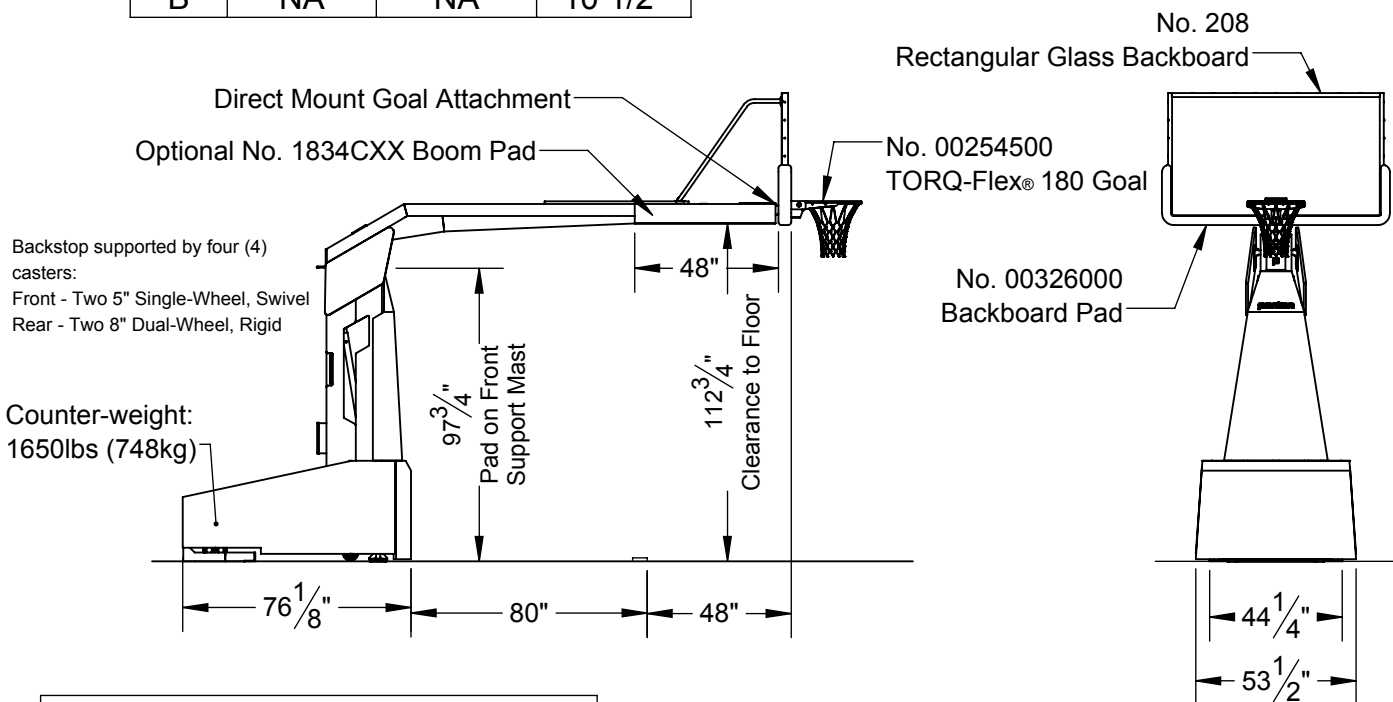 B NA NA 10 1/2
No. 208
Rectangular Glass Backboard
Direct Mount Goal Attachment
Optional No. 1834CXX Boom Pad
No. 00254500
TORQ-Flex® 180 Goal
Backstop supported by four (4)
casters:
Front - Two 5" Single-Wheel, Swivel
Rear - Two 8" Dual-Wheel, Rigid
48"
No. 00326000
Backboard Pad
Counter-weight:
1650lbs (748kg)
97 3/4"
Pad on Front
Support Mast
112 3/4"
Clearance to Floor
76 1/8"
80"
48"
44 1/4"
53 1/2"